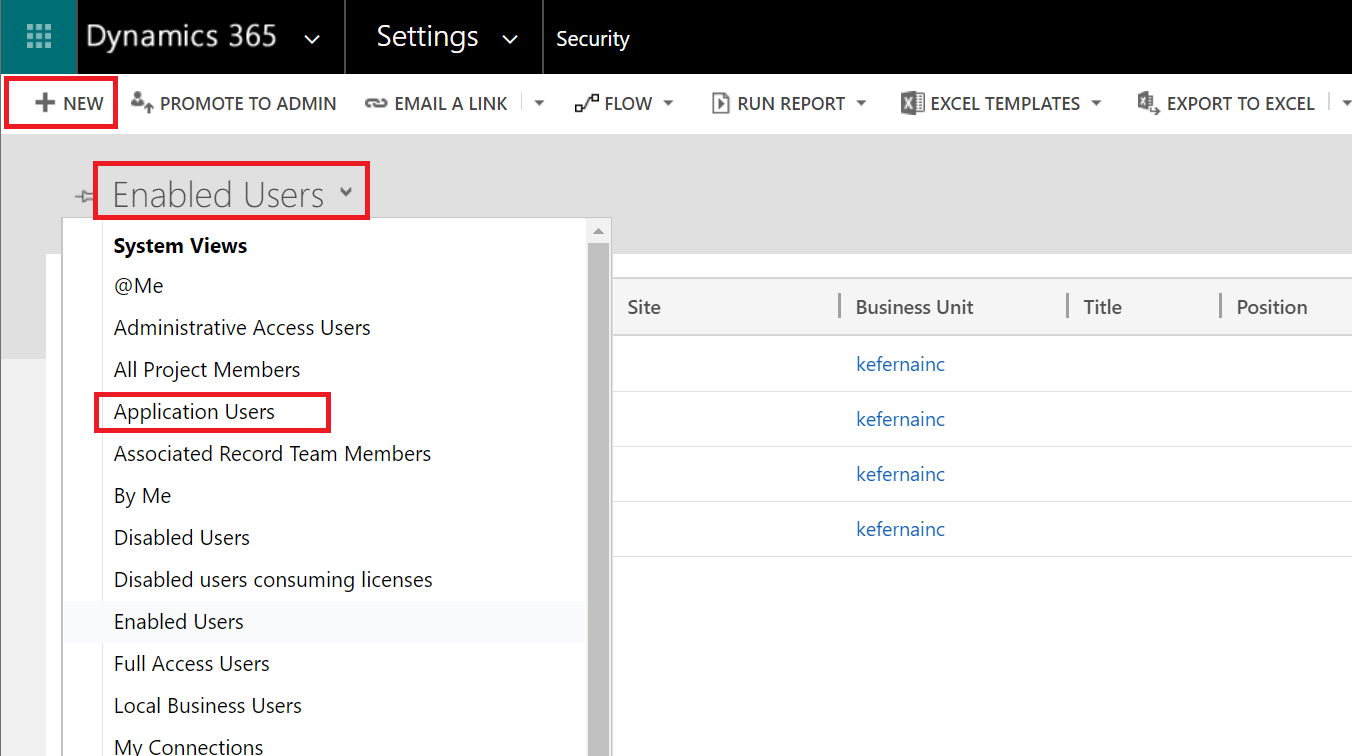 Dynamics 365 Settings Security
NEW PROMOTE TO ADMIN EMAIL A LINK FLOW RUN REPORT EXCEL TEMPLATES EXPORT TO EXCEL
Enabled Users
System Views
@Me
Administrative Access Users
All Project Members
Application Users
Associated Record Team Members
By Me
Disabled Users
Disabled users consuming licenses
Enabled Users
Full Access Users
Local Business Users
My Connections
Site Business Unit Title Position
kefernainc
kefernainc
kefernainc
kefernainc